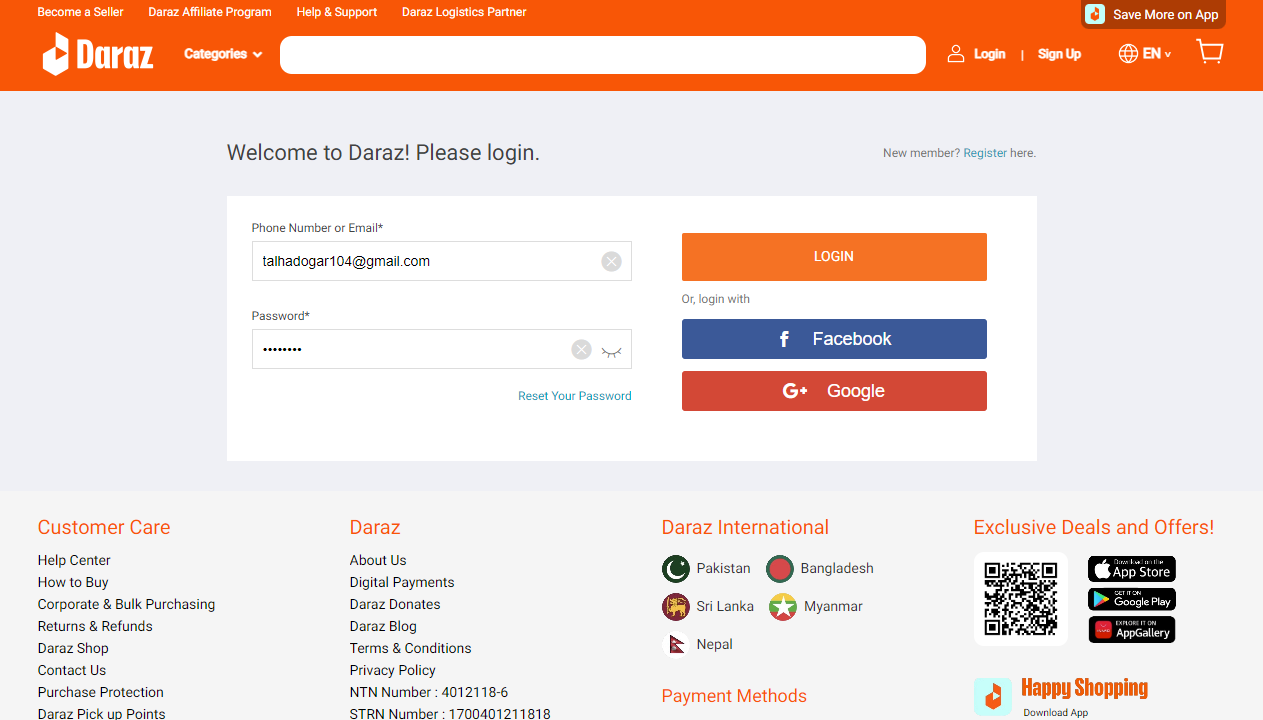 Become a Seller Daraz Affiliate Program Help & Support Daraz Logistics Partner Save More on App
Daraz Categories Login | Sign Up EN
Welcome to Daraz! Please login. New member? Register here.
Phone Number or Email*
talhadogar104@gmail.com
LOGIN
Or, login with
Password*
••••••••
f Facebook
G+ Google
Reset Your Password
Customer Care
Help Center
How to Buy
Corporate & Bulk Purchasing
Returns & Refunds
Daraz Shop
Contact Us
Purchase Protection
Daraz Pick up Points
Daraz
About Us
Digital Payments
Daraz Donates
Daraz Blog
Terms & Conditions
Privacy Policy
NTN Number : 4012118-6
STRN Number : 1700401211818
Daraz International
Pakistan Bangladesh
Sri Lanka Myanmar
Nepal
Payment Methods
Exclusive Deals and Offers!
Download on the
App Store
GET IT ON
Google Play
EXPLORE IT ON
AppGallery
Happy Shopping
Download App